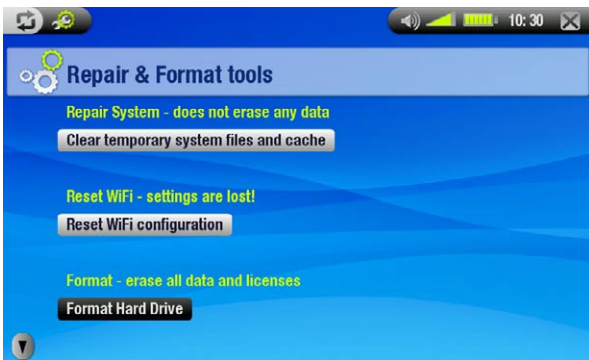 10:30
Repair & Format tools
Repair System - does not erase any data
Clear temporary system files and cache
Reset WiFi - settings are lost!
Reset WiFi configuration
Format - erase all data and licenses
Format Hard Drive